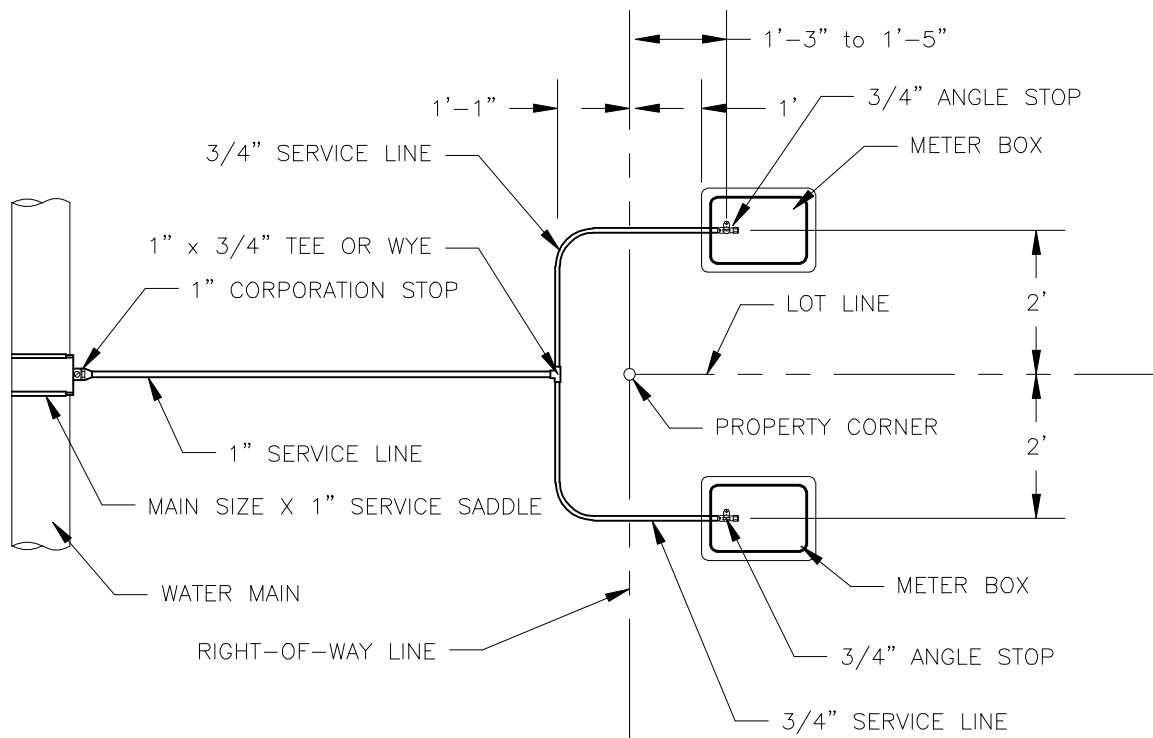 1’-3” to 1’-5”
1’-1”
1’
3/4” ANGLE STOP
METER BOX
3/4” SERVICE LINE
1” x 3/4” TEE OR WYE
1” CORPORATION STOP
LOT LINE
2’
PROPERTY CORNER
2’
1” SERVICE LINE
MAIN SIZE X 1” SERVICE SADDLE
WATER MAIN
METER BOX
RIGHT-OF-WAY LINE
3/4” ANGLE STOP
3/4” SERVICE LINE